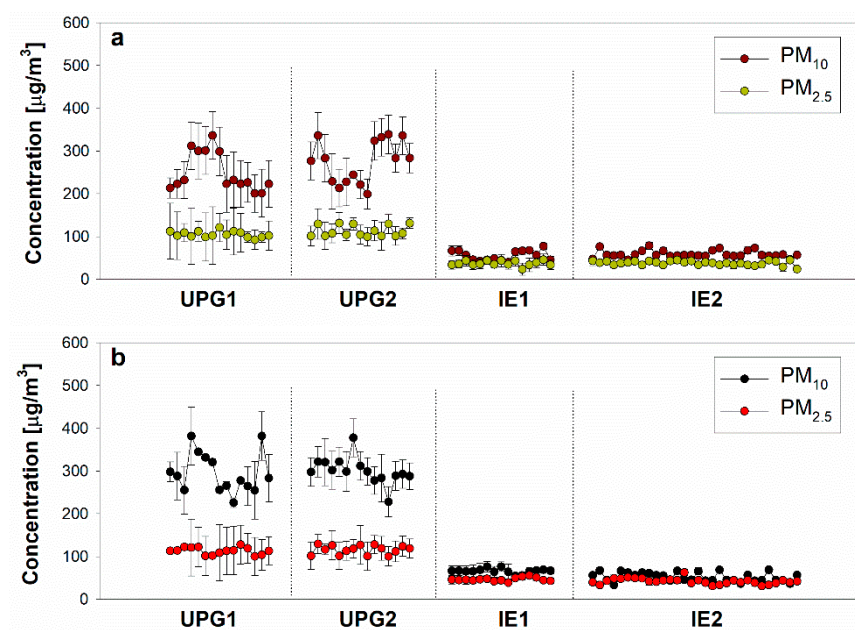 a
600
500
400
300
200
100
0
Concentration [µg/m³]
PM₁₀
PM₂.₅
UPG1 UPG2 IE1 IE2
b
600
500
400
300
200
100
0
Concentration [µg/m³]
PM₁₀
PM₂.₅
UPG1 UPG2 IE1 IE2